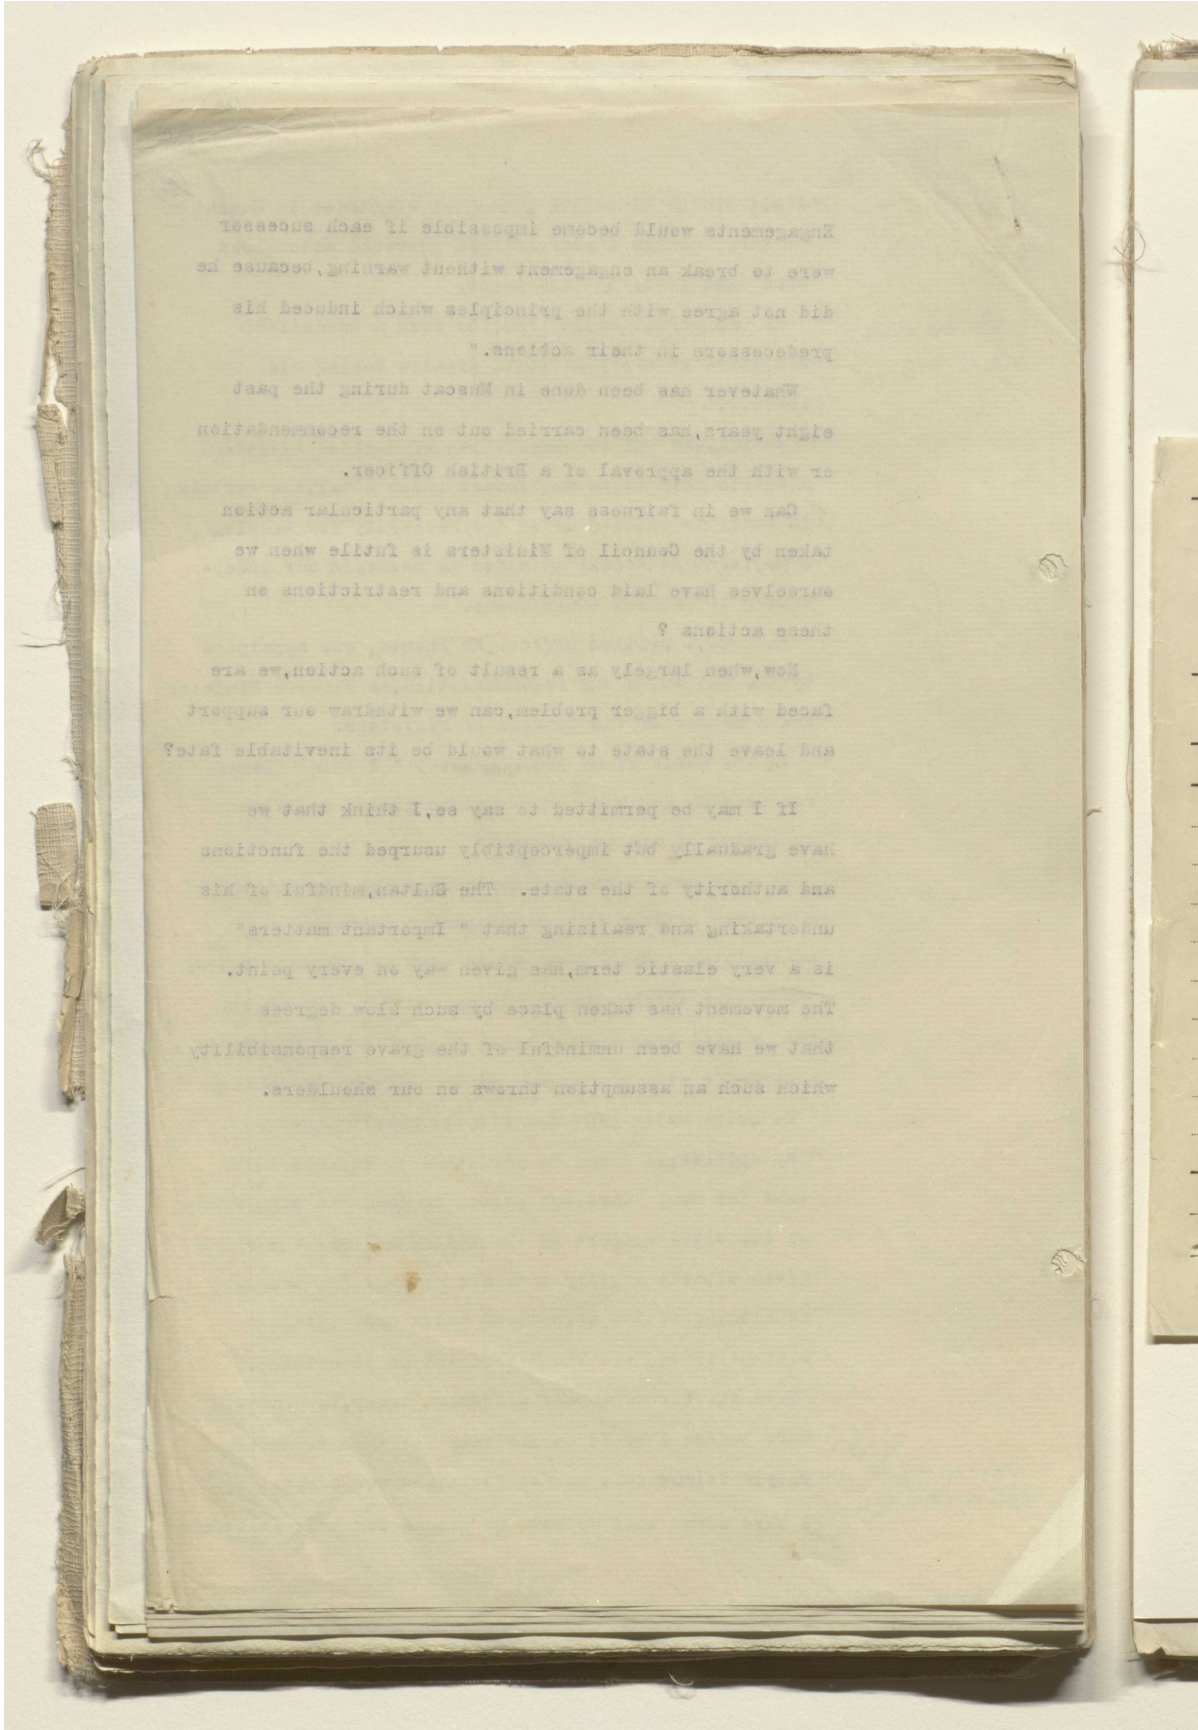 Engagements would become impossible if each sucessor
were to break an engagement without warning,because he
did not agree with the principles which induced his
predecessors in their actions."
Whatever has been done in Muscat during the past
eight years,has been carried out on the recommendation
or with the approval of a British Officer.
Can we in fairness say that any particular action
taken by the Council of Ministers is futile when we
ourselves have laid conditions and restrictions on
these actions ?
Now,when largely as a result of such action,we are
faced with a bigger problem,can we withdraw our support
and leave the state to what would be its inevitable fate?
If I may be permitted to say so,I think that we
have gradually but imperceptibly usurped the functions
and authority of the state. The Sultan,mindful of his
undertaking and realizing that " Important matters"
is a very elastic term,has given way on every point.
The movement has taken place by such slow degrees
that we have been unmindful of the grave responsibility
which such an assumption throws on our shoulders.